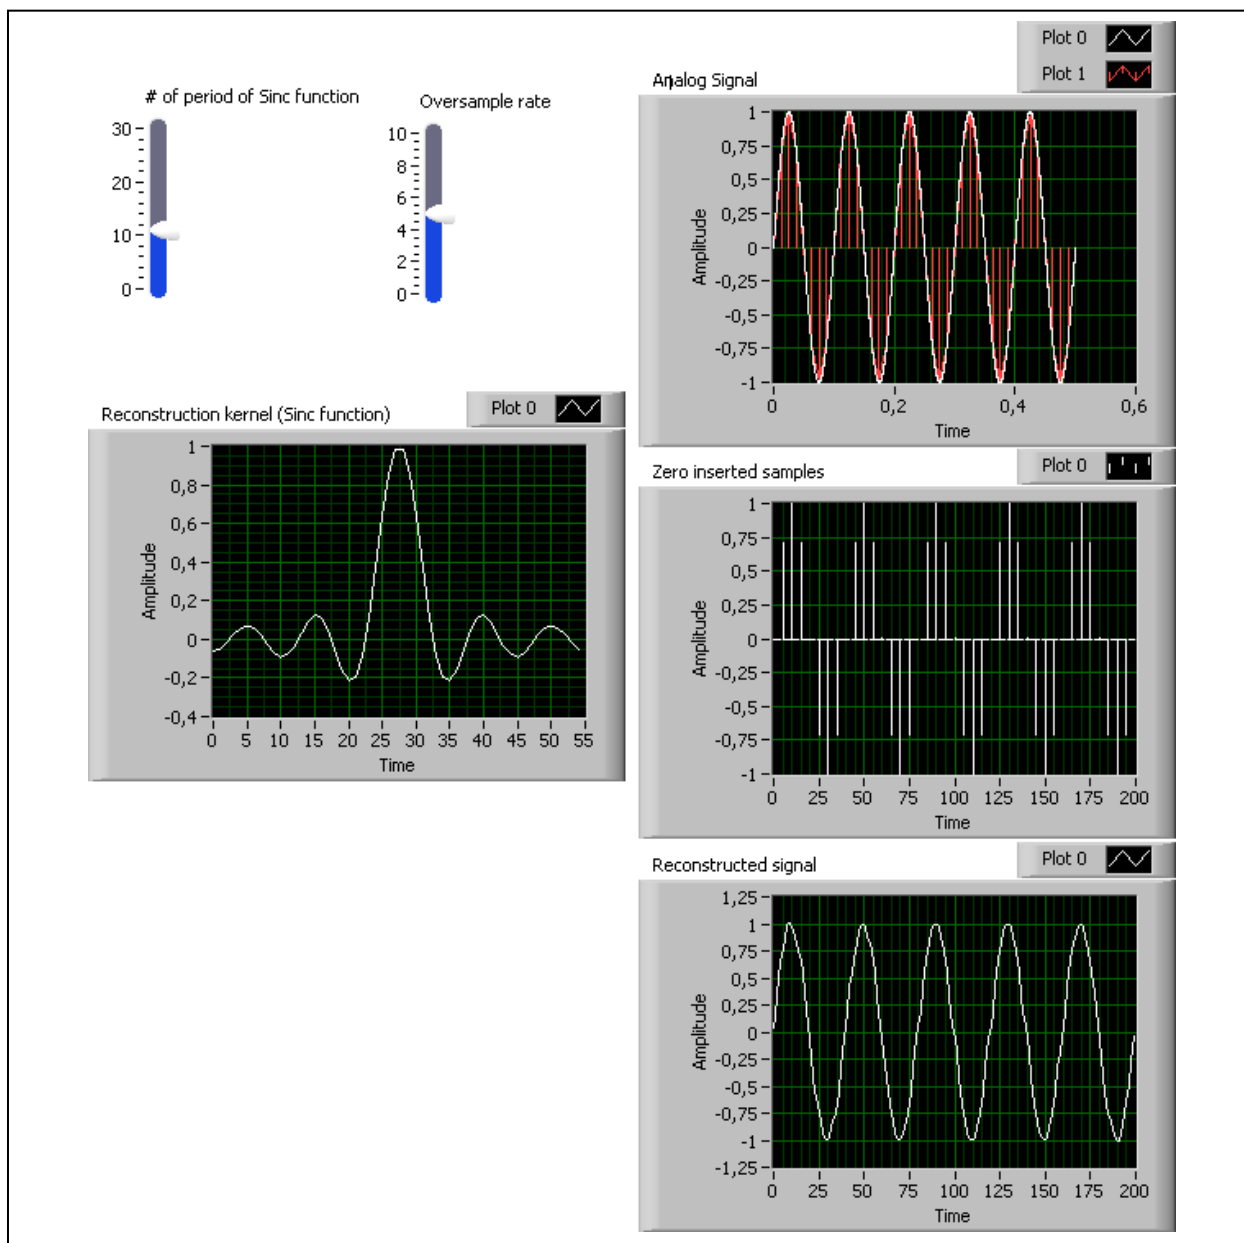 # of period of Sinc function
30
20
10
0
Oversample rate
10
8
6
4
2
0
Plot 0
Plot 1
Analog Signal
1
0,75
0,5
0,25
0
-0,25
-0,5
-0,75
-1
Amplitude
0
0,2
0,4
0,6
Time
Reconstruction kernel (Sinc function)
Plot 0
1
0,8
0,6
0,4
0,2
0
-0,2
-0,4
Amplitude
0 5 10 15 20 25 30 35 40 45 50 55
Time
Zero inserted samples
Plot 0
1
0,75
0,5
0,25
0
-0,25
-0,5
-0,75
-1
Amplitude
0 25 50 75 100 125 150 175 200
Time
Reconstructed signal
Plot 0
1,25
1
0,75
0,5
0,25
0
-0,25
-0,5
-0,75
-1
-1,25
Amplitude
0 25 50 75 100 125 150 175 200
Time